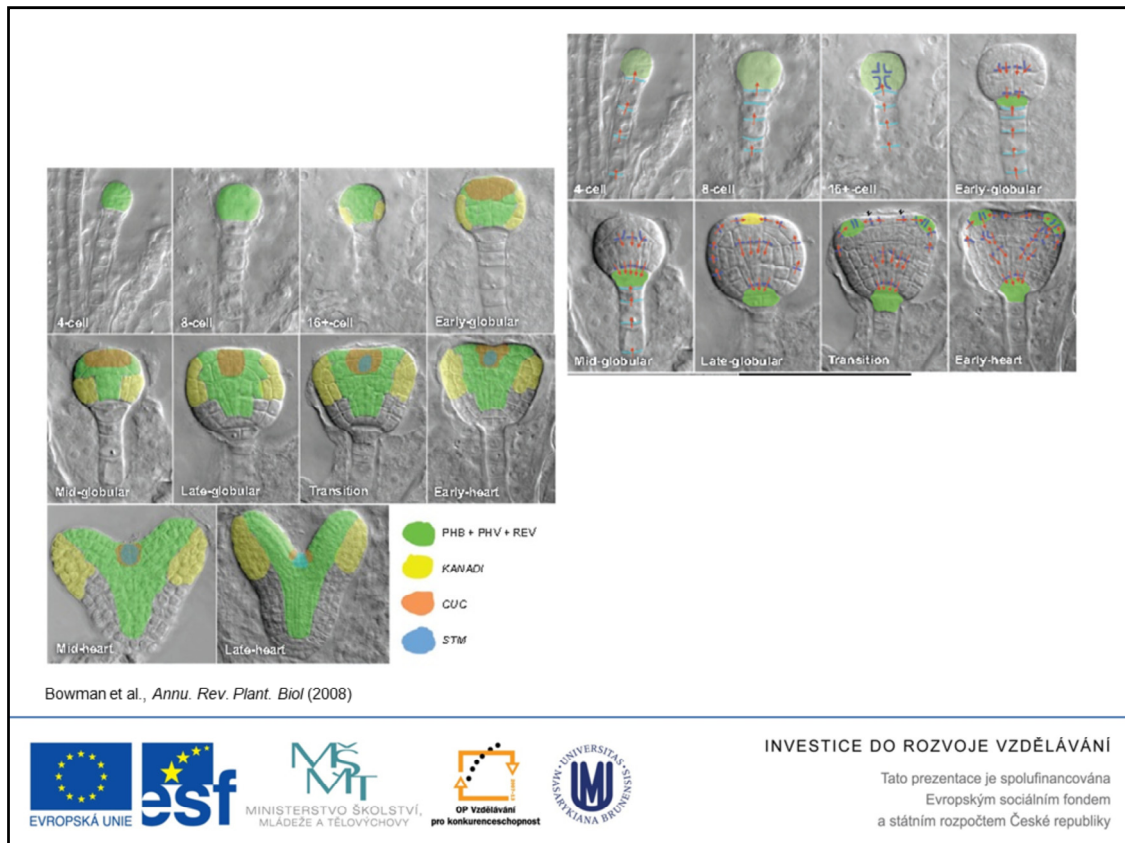 4-cell
8-cell
16+-cell
Early-globular
Mid-globular
Late-globular
Transition
Early-heart
4-cell
8-cell
16+-cell
Early-globular
Mid-globular
Late-globular
Transition
Early-heart
Mid-heart
Late-heart
PHB + PHV + REV
KANADI
CUC
STM
Bowman et al., Annu. Rev. Plant. Biol (2008)
EVROPSKÁ UNIE
esf
MŠMT
MINISTERSTVO ŠKOLSTVÍ,
MLÁDEŽE A TĚLOVÝCHOVY
OP Vzdělávání
pro konkurenceschopnost
UNIVERSITAS MASARYKIANA BRUNENSIS
INVESTICE DO ROZVOJE VZDĚLÁVÁNÍ
Tato prezentace je spolufinancována
Evropským sociálním fondem
a státním rozpočtem České republiky